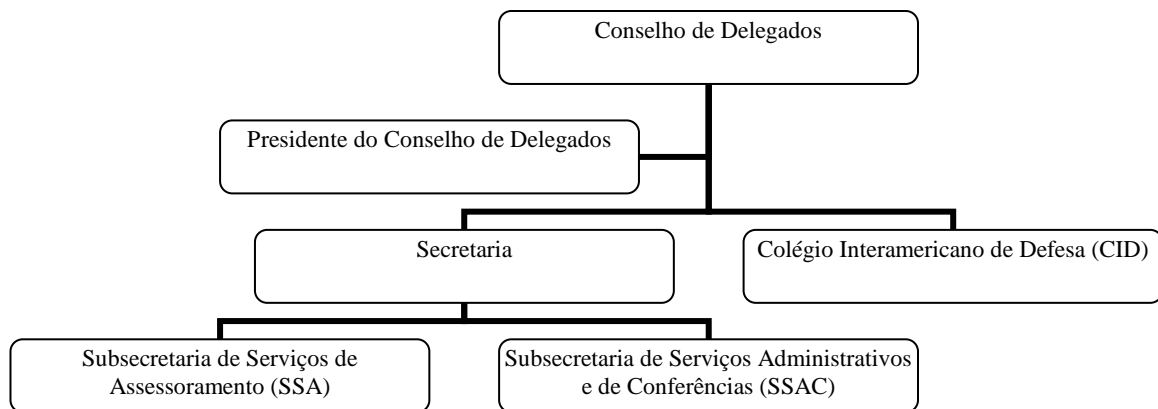 Conselho de Delegados
Presidente do Conselho de Delegados
Secretaria
Colégio Interamericano de Defesa (CID)
Subsecretaria de Serviços de
Assessoramento (SSA)
Subsecretaria de Serviços Administrativos
e de Conferências (SSAC)